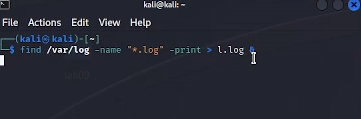 kali@kali: ~
File Actions Edit View Help
┌──(kali㉿kali)-[~]
└─$ find /var/log -name "*.log" -print > l.log &